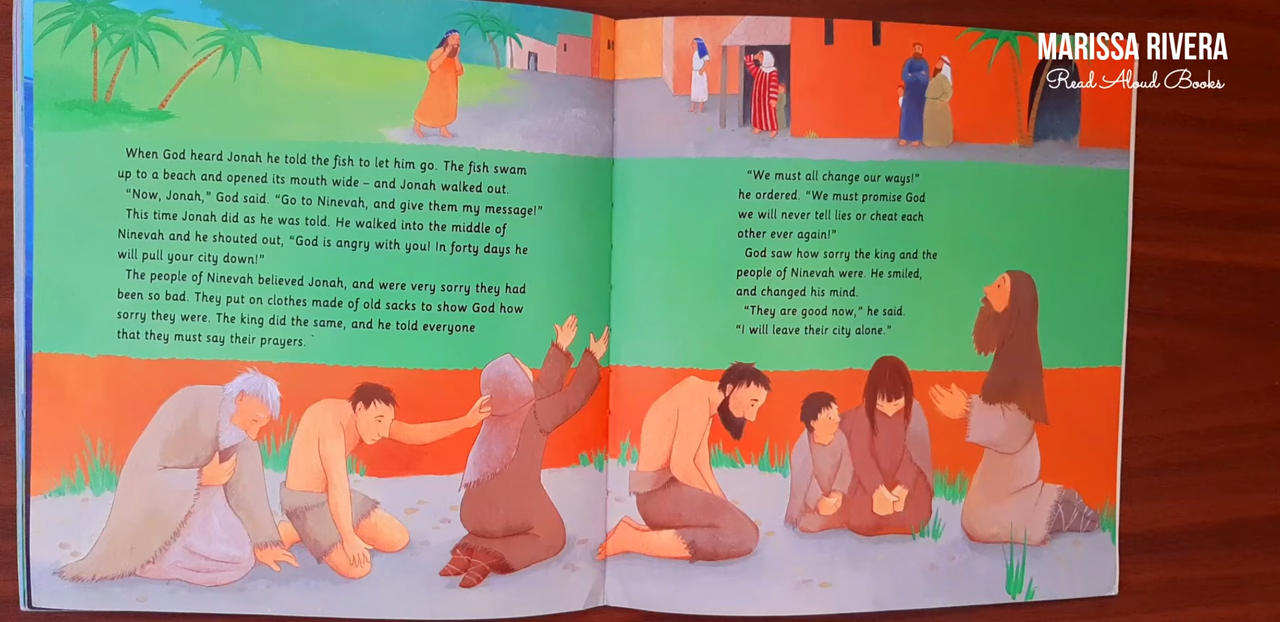 MARISSA RIVERA
Read Aloud Books
When God heard Jonah he told the fish to let him go. The fish swam
up to a beach and opened its mouth wide – and Jonah walked out.
"Now, Jonah," God said. "Go to Ninevah, and give them my message!"
This time Jonah did as he was told. He walked into the middle of
Ninevah and he shouted out, "God is angry with you! In forty days he
will pull your city down!"
The people of Ninevah believed Jonah, and were very sorry they had
been so bad. They put on clothes made of old sacks to show God how
sorry they were. The king did the same, and he told everyone
that they must say their prayers.
"We must all change our ways!"
he ordered. "We must promise God
we will never tell lies or cheat each
other ever again!"
God saw how sorry the king and the
people of Ninevah were. He smiled,
and changed his mind.
"They are good now," he said.
"I will leave their city alone."